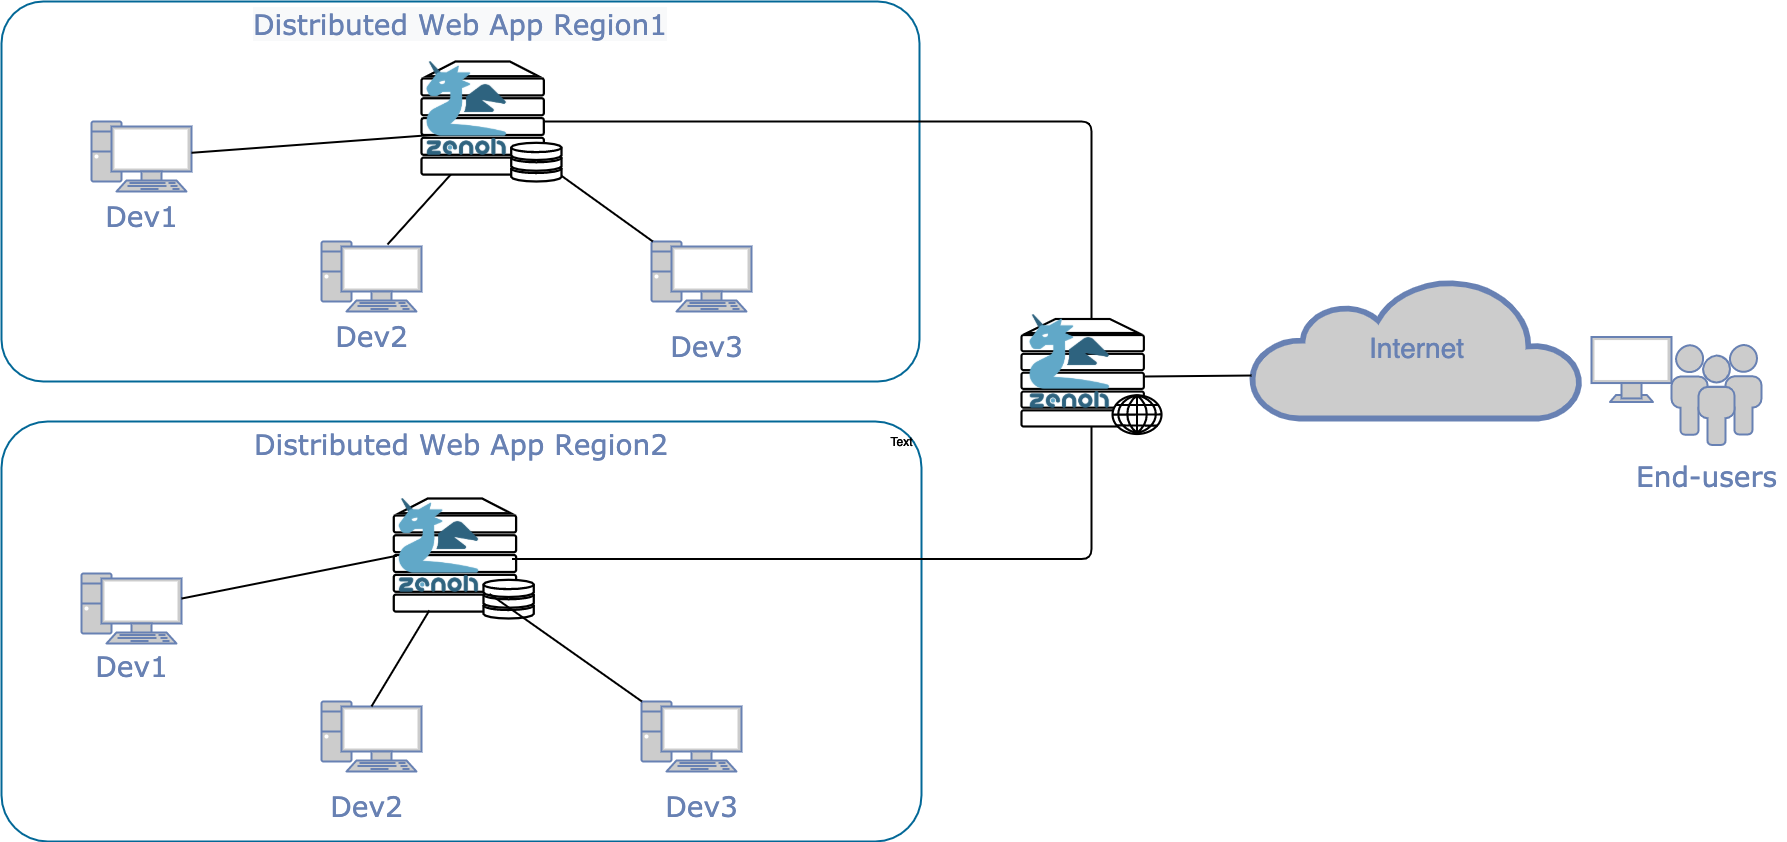 Distributed Web App Region1
zenoh
Dev1
Dev2
Dev3
zenoh
Internet
End-users
Distributed Web App Region2
Text
zenoh
Dev1
Dev2
Dev3